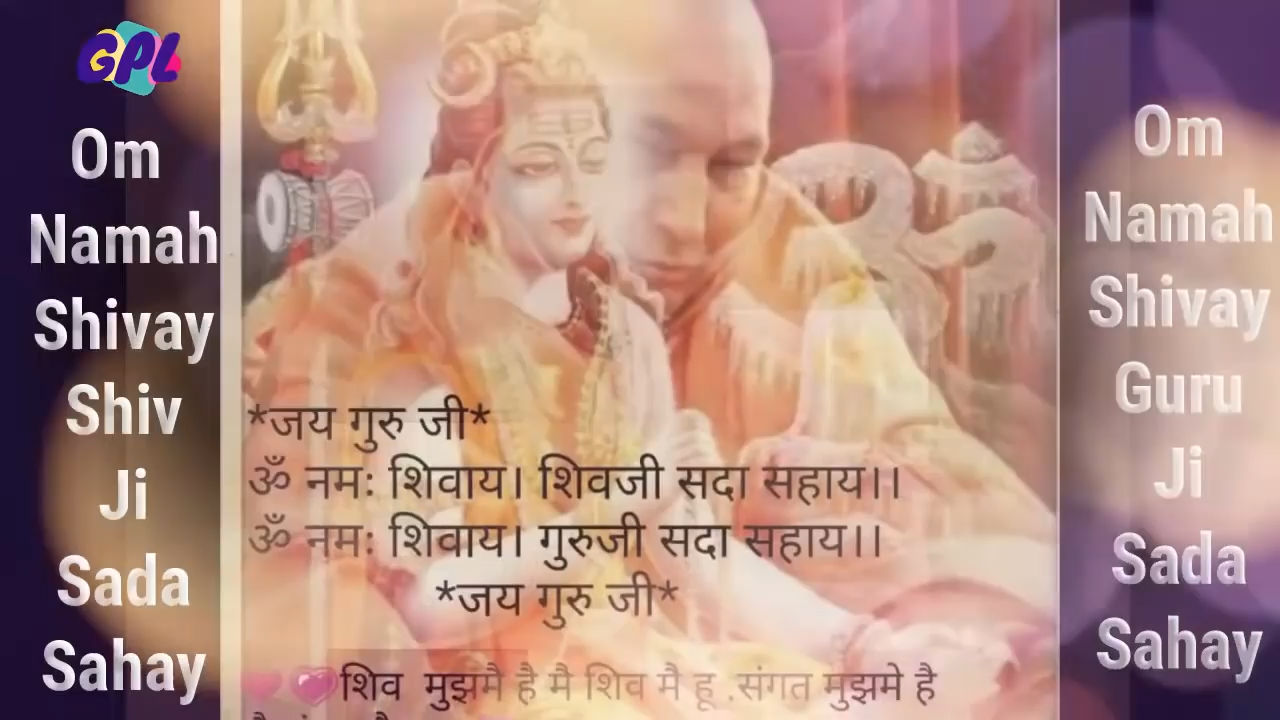 GPL
Om
Namah
Shivay
Shiv
Ji
Sada
Sahay
*जय गुरु जी*
ॐ नमः शिवाय। शिवजी सदा सहाय।।
ॐ नमः शिवाय। गुरुजी सदा सहाय।।
*जय गुरु जी*
शिव मुझमै है मै शिव मै हू .संगत मुझमे है
Om
Namah
Shivay
Guru
Ji
Sada
Sahay